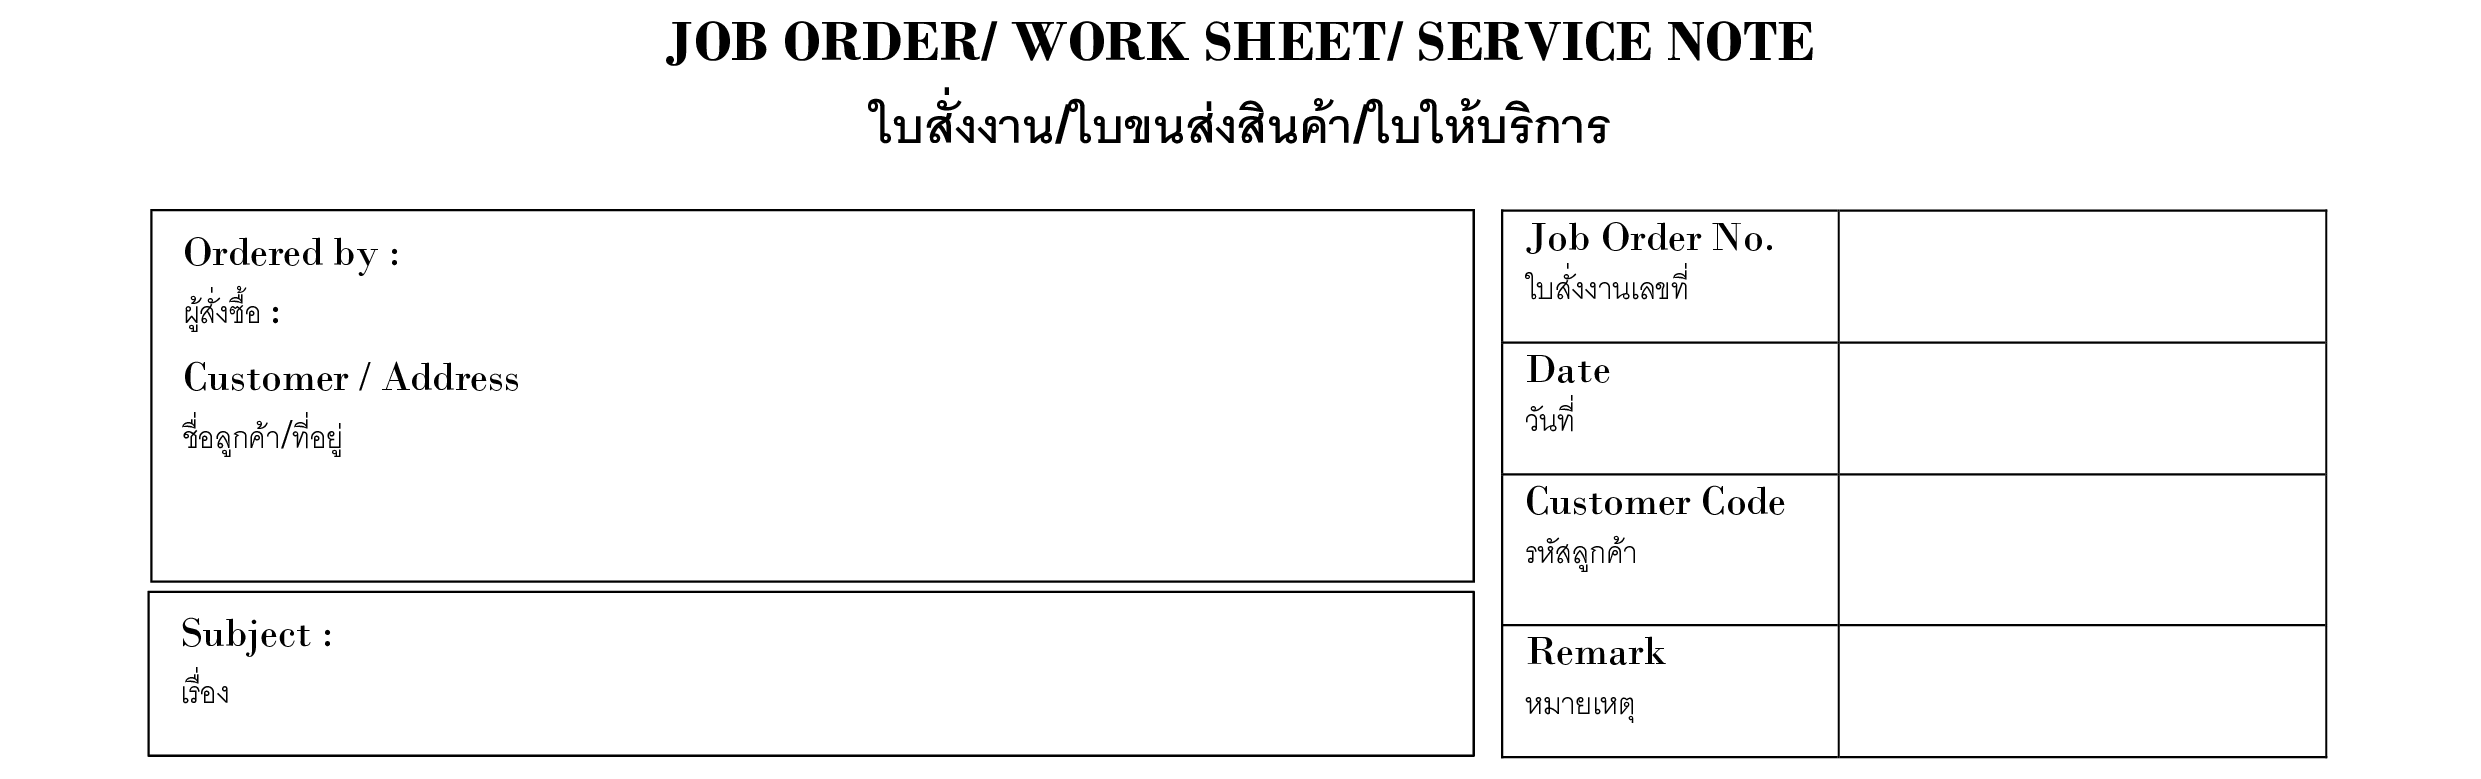 JOB ORDER/ WORK SHEET/ SERVICE NOTE
ใบสั่งงาน/ใบขนส่งสินค้า/ใบให้บริการ
Ordered by :
ผู้สั่งซื้อ :
Customer / Address
ชื่อลูกค้า/ที่อยู่
Subject :
เรื่อง
Job Order No.
ใบสั่งงานเลขที่
Date
วันที่
Customer Code
รหัสลูกค้า
Remark
หมายเหตุ